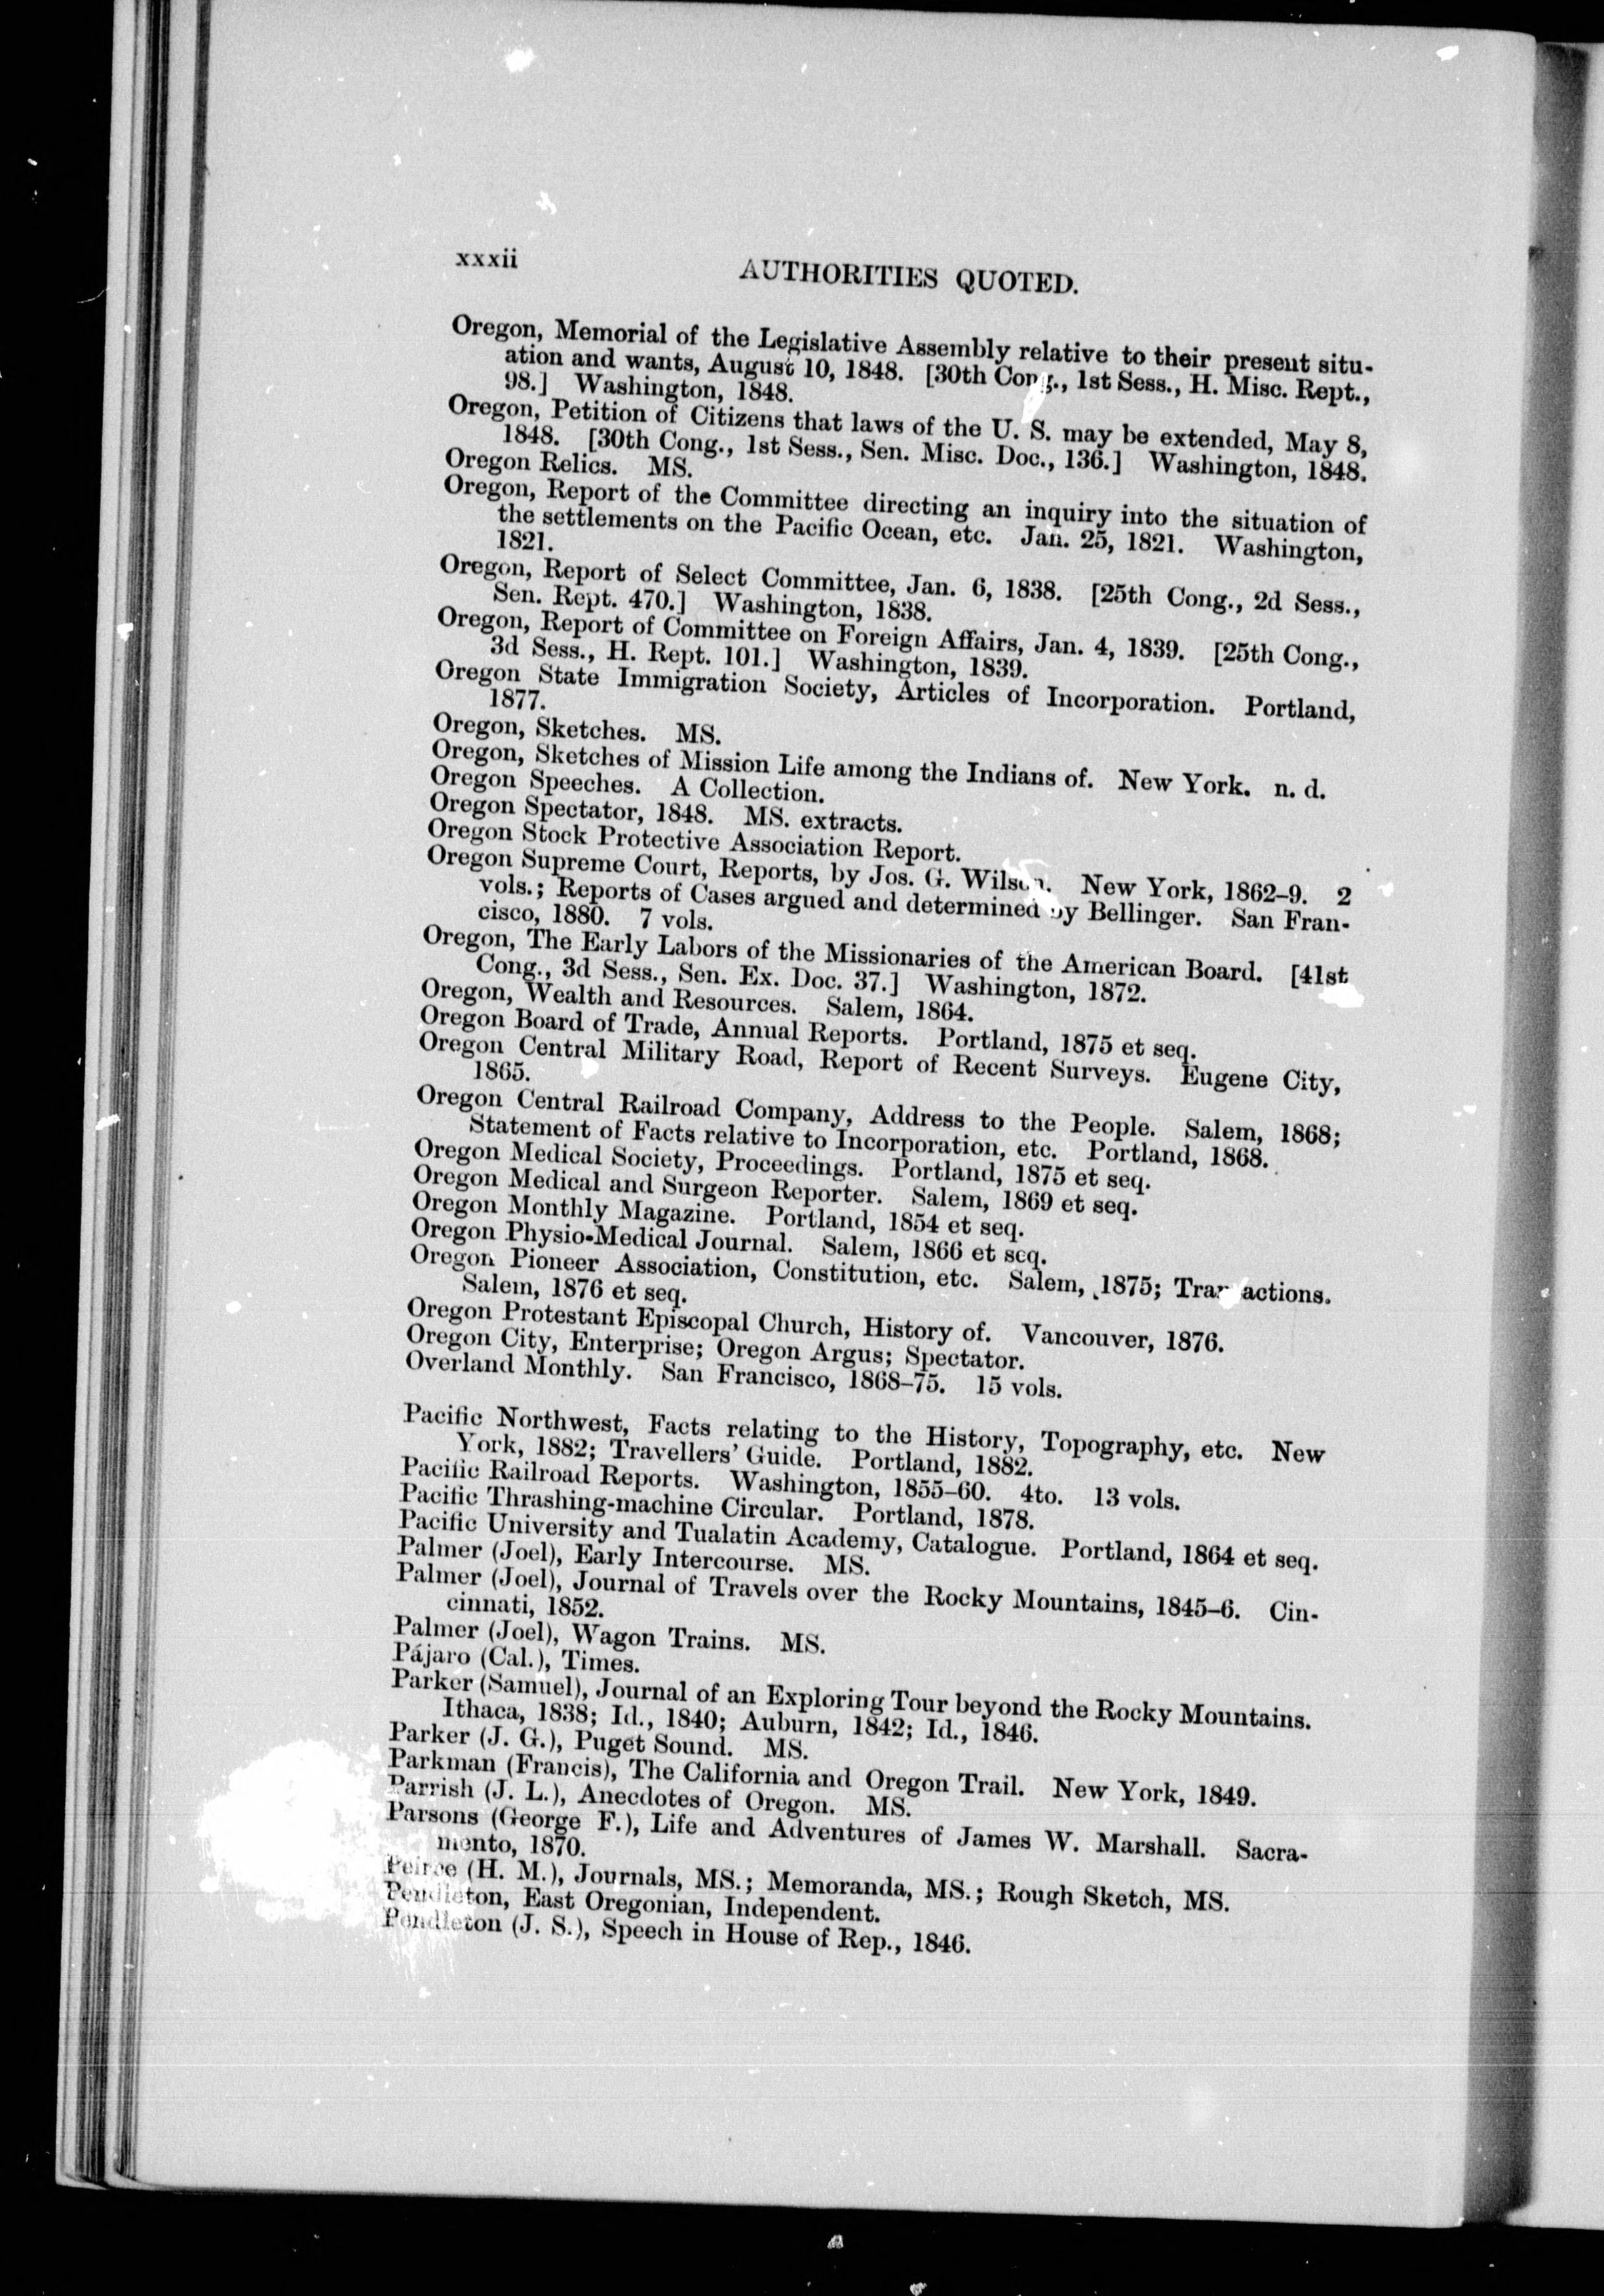 xxxii
AUTHORITIES QUOTED.
Oregon, Memorial of the Legislative Assembly relative to their present situ-
ation and wants, August 10, 1848. [30th Cong., 1st Sess., H. Misc. Rept.,
98.] Washington, 1848.
Oregon, Petition of Citizens that laws of the U. S. may be extended, May 8,
1848. [30th Cong., 1st Sess., Sen. Misc. Doc., 136.] Washington, 1848.
Oregon Relics. MS.
Oregon, Report of the Committee directing an inquiry into the situation of
the settlements on the Pacific Ocean, etc. Jan. 25, 1821. Washington,
1821.
Oregon, Report of Select Committee, Jan. 6, 1838. [25th Cong., 2d Sess.,
Sen. Rept. 470.] Washington, 1838.
Oregon, Report of Committee on Foreign Affairs, Jan. 4, 1839. [25th Cong.,
3d Sess., H. Rept. 101.] Washington, 1839.
Oregon State Immigration Society, Articles of Incorporation. Portland,
1877.
Oregon, Sketches. MS.
Oregon, Sketches of Mission Life among the Indians of. New York. n. d.
Oregon Speeches. A Collection.
Oregon Spectator, 1848. MS. extracts.
Oregon Stock Protective Association Report.
Oregon Supreme Court, Reports, by Jos. G. Wilson. New York, 1862–9. 2
vols.; Reports of Cases argued and determined by Bellinger. San Fran-
cisco, 1880. 7 vols.
Oregon, The Early Labors of the Missionaries of the American Board. [41st
Cong., 3d Sess., Sen. Ex. Doc. 37.] Washington, 1872.
Oregon, Wealth and Resources. Salem, 1864.
Oregon Board of Trade, Annual Reports. Portland, 1875 et seq.
Oregon Central Military Road, Report of Recent Surveys. Eugene City,
1865.
Oregon Central Railroad Company, Address to the People. Salem, 1868;
Statement of Facts relative to Incorporation, etc. Portland, 1868.
Oregon Medical Society, Proceedings. Portland, 1875 et seq.
Oregon Medical and Surgeon Reporter. Salem, 1869 et seq.
Oregon Monthly Magazine. Portland, 1854 et seq.
Oregon Physio-Medical Journal. Salem, 1866 et seq.
Oregon Pioneer Association, Constitution, etc. Salem, 1875; Transactions.
Salem, 1876 et seq.
Oregon Protestant Episcopal Church, History of. Vancouver, 1876.
Oregon City, Enterprise; Oregon Argus; Spectator.
Overland Monthly. San Francisco, 1868–75. 15 vols.
Pacific Northwest, Facts relating to the History, Topography, etc. New
York, 1882; Travellers' Guide. Portland, 1882.
Pacific Railroad Reports. Washington, 1855–60. 4to. 13 vols.
Pacific Thrashing-machine Circular. Portland, 1878.
Pacific University and Tualatin Academy, Catalogue. Portland, 1864 et seq.
Palmer (Joel), Early Intercourse. MS.
Palmer (Joel), Journal of Travels over the Rocky Mountains, 1845–6. Cin-
cinnati, 1852.
Palmer (Joel), Wagon Trains. MS.
Pájaro (Cal.), Times.
Parker (Samuel), Journal of an Exploring Tour beyond the Rocky Mountains.
Ithaca, 1838; Id., 1840; Auburn, 1842; Id., 1846.
Parker (J. G.), Puget Sound. MS.
Parkman (Francis), The California and Oregon Trail. New York, 1849.
Parrish (J. L.), Anecdotes of Oregon. MS.
Parsons (George F.), Life and Adventures of James W. Marshall. Sacra-
mento, 1870.
Peirce (H. M.), Journals, MS.; Memoranda, MS.; Rough Sketch, MS.
Pendleton, East Oregonian, Independent.
Pendleton (J. S.), Speech in House of Rep., 1846.